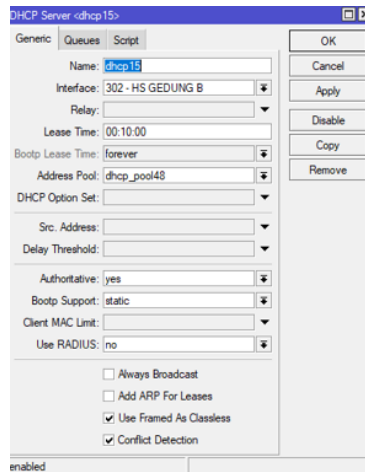 DHCP Server <dhcp15>
Generic Queues Script
OK
Name: dhcp15
Cancel
Interface: 302 - HS GEDUNG B
Apply
Relay:
Disable
Lease Time: 00:10:00
Copy
Bootp Lease Time: forever
Remove
Address Pool: dhcp_pool48
DHCP Option Set:
Src. Address:
Delay Threshold:
Authoritative: yes
Bootp Support: static
Client MAC Limit:
Use RADIUS: no
Always Broadcast
Add ARP For Leases
Use Framed As Classless
Conflict Detection
enabled